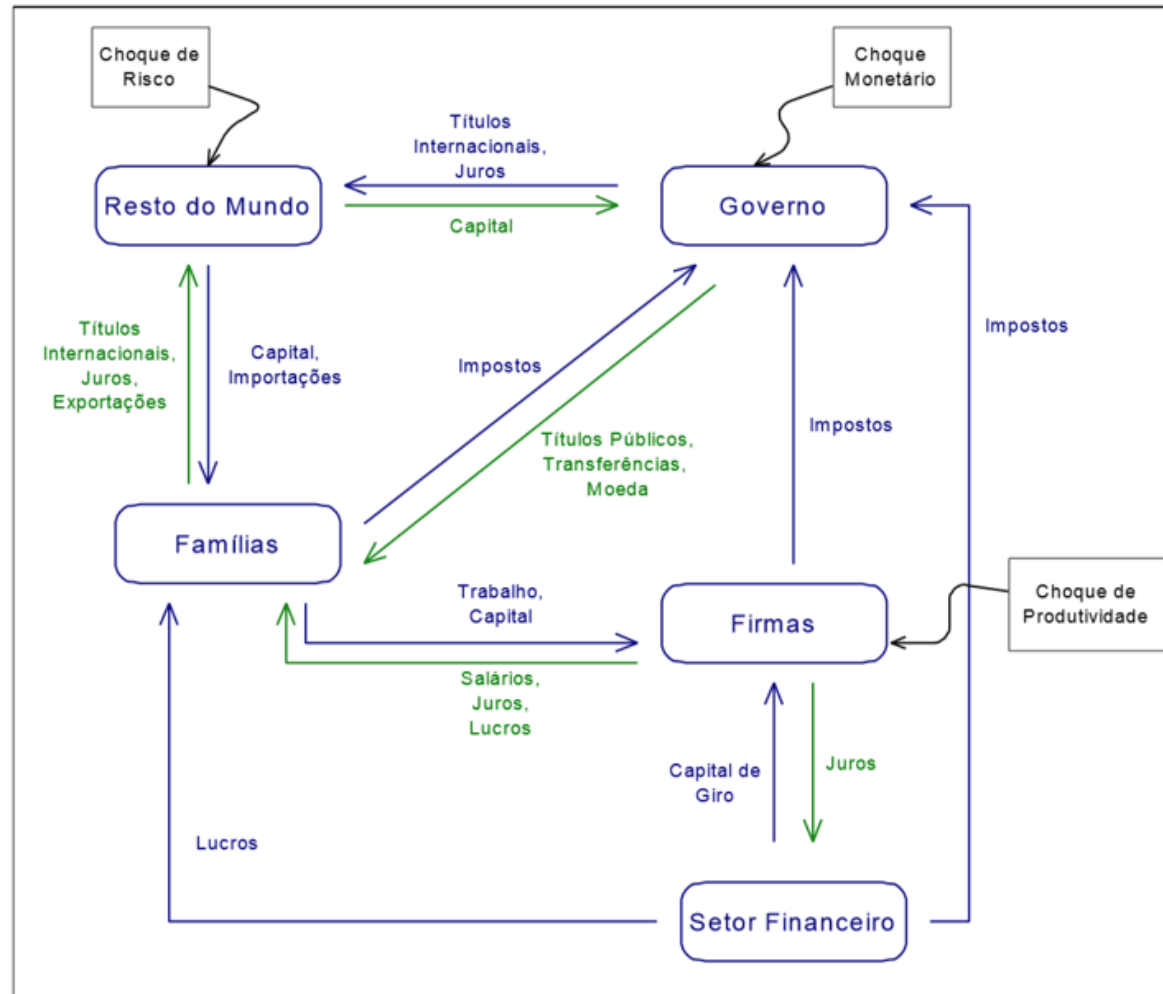 Choque de
Risco
Choque
Monetário
Títulos
Internacionais,
Juros
Resto do Mundo
Governo
Capital
Títulos
Internacionais,
Juros,
Exportações
Capital,
Importações
Impostos
Impostos
Impostos
Títulos Públicos,
Transferências,
Moeda
Famílias
Trabalho,
Capital
Firmas
Choque de
Produtividade
Salários,
Juros,
Lucros
Capital de
Giro
Juros
Lucros
Setor Financeiro